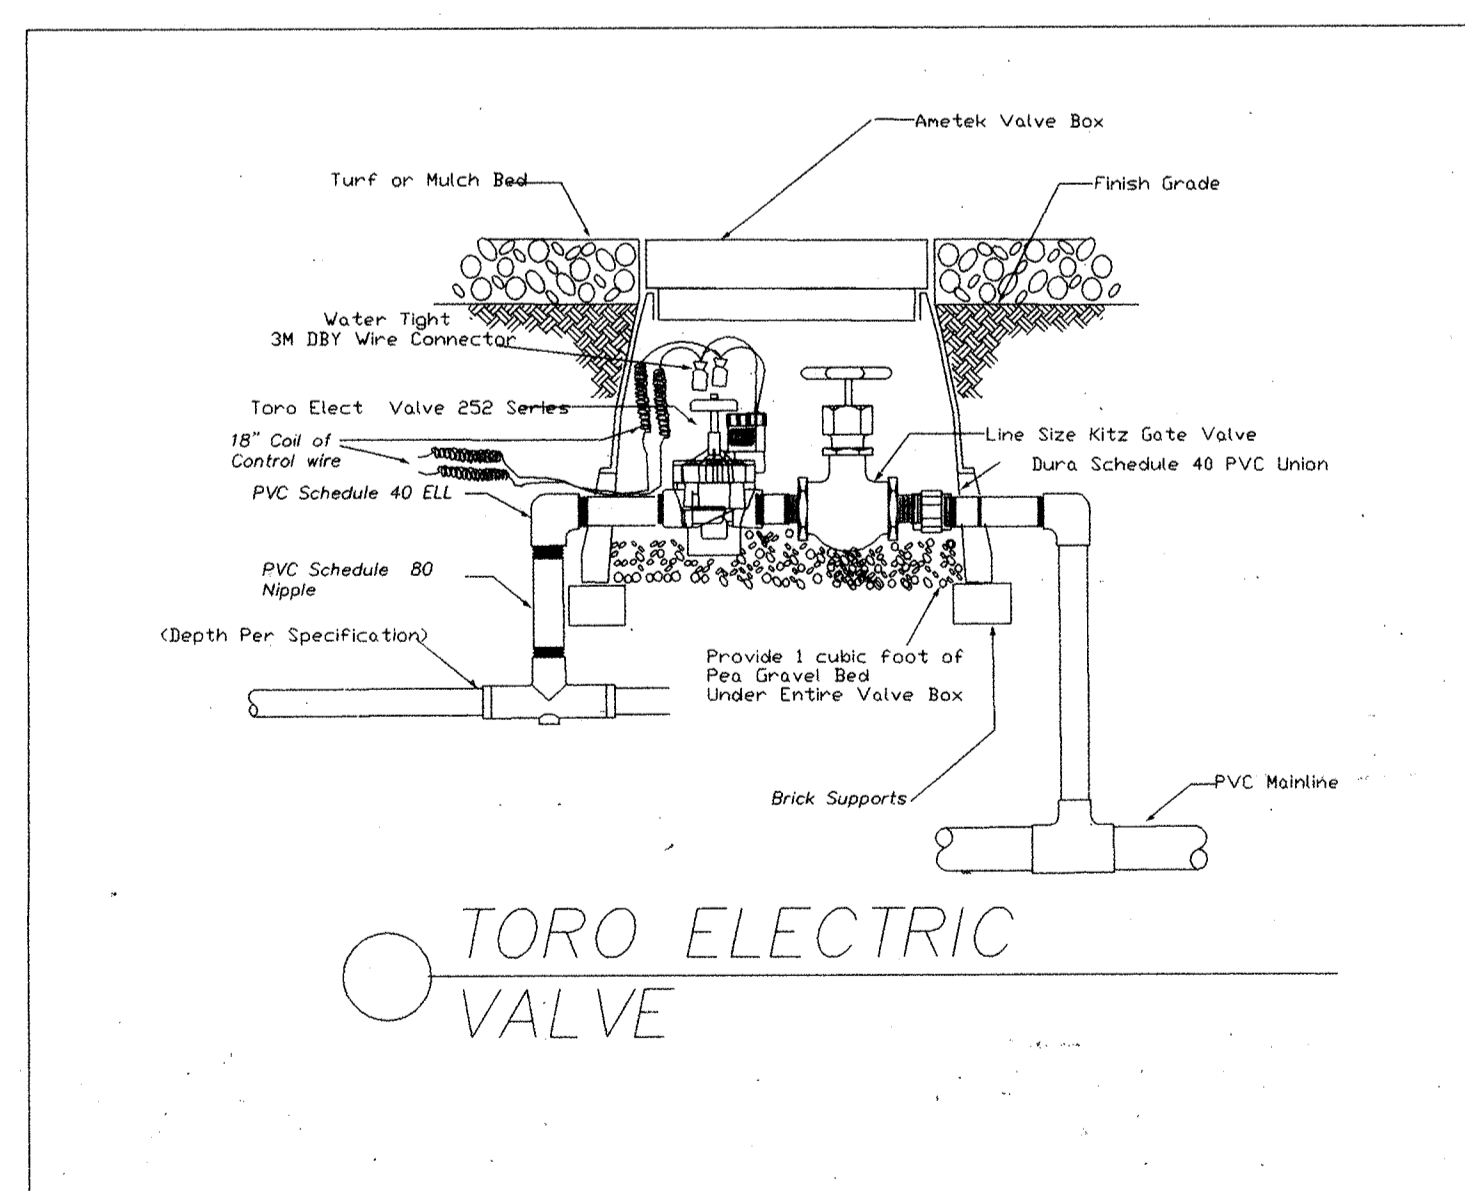 Ametek Valve Box
Turf or Mulch Bed
Finish Grade
Water Tight
3M DBY Wire Connector
Toro Elect Valve 252 Series
18" Coil of
Control wire
Line Size Kitz Gate Valve
Dura Schedule 40 PVC Union
PVC Schedule 40 ELL
PVC Schedule 80
Nipple
(Depth Per Specification)
Provide 1 cubic foot of
Pea Gravel Bed
Under Entire Valve Box
Brick Supports
PVC Mainline
TORO ELECTRIC
VALVE